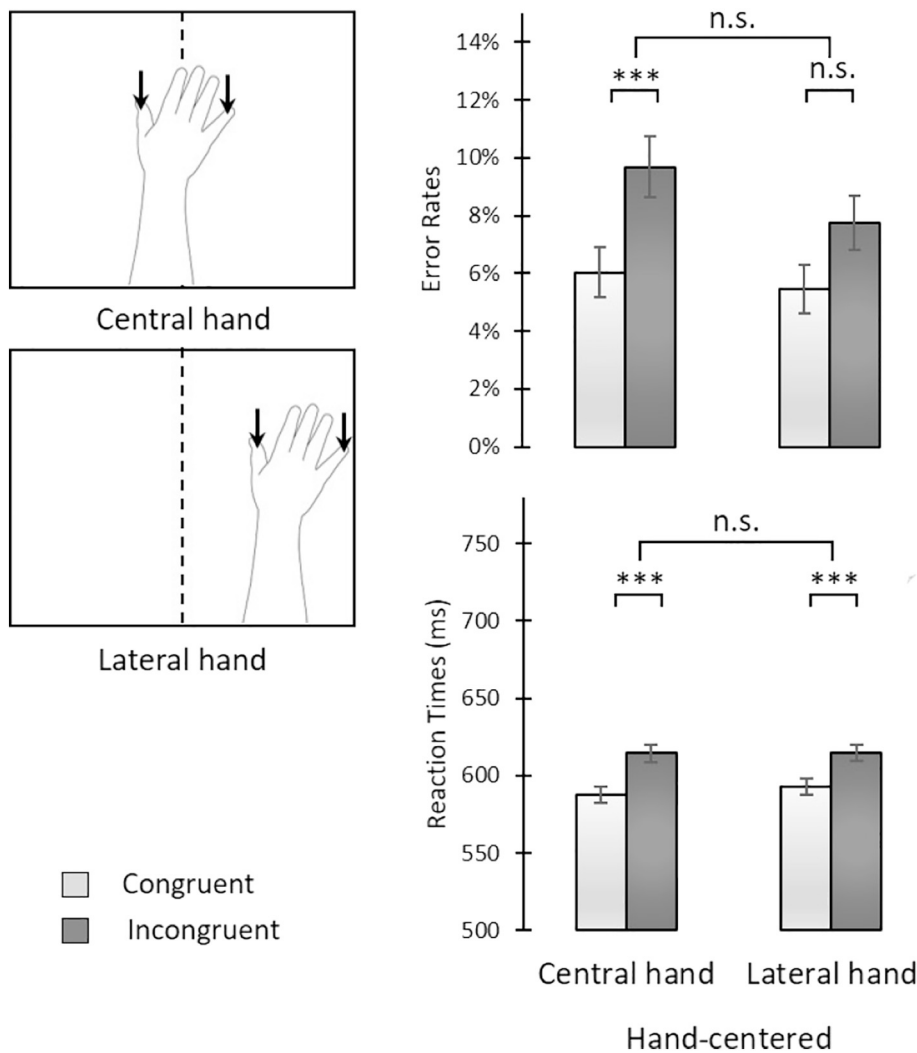 Central hand
Lateral hand
Congruent
Incongruent
n.s.
***
n.s.
14%
12%
10%
8%
6%
4%
2%
0%
Error Rates
n.s.
***
***
750
700
650
600
550
500
Reaction Times (ms)
Central hand
Lateral hand
Hand-centered